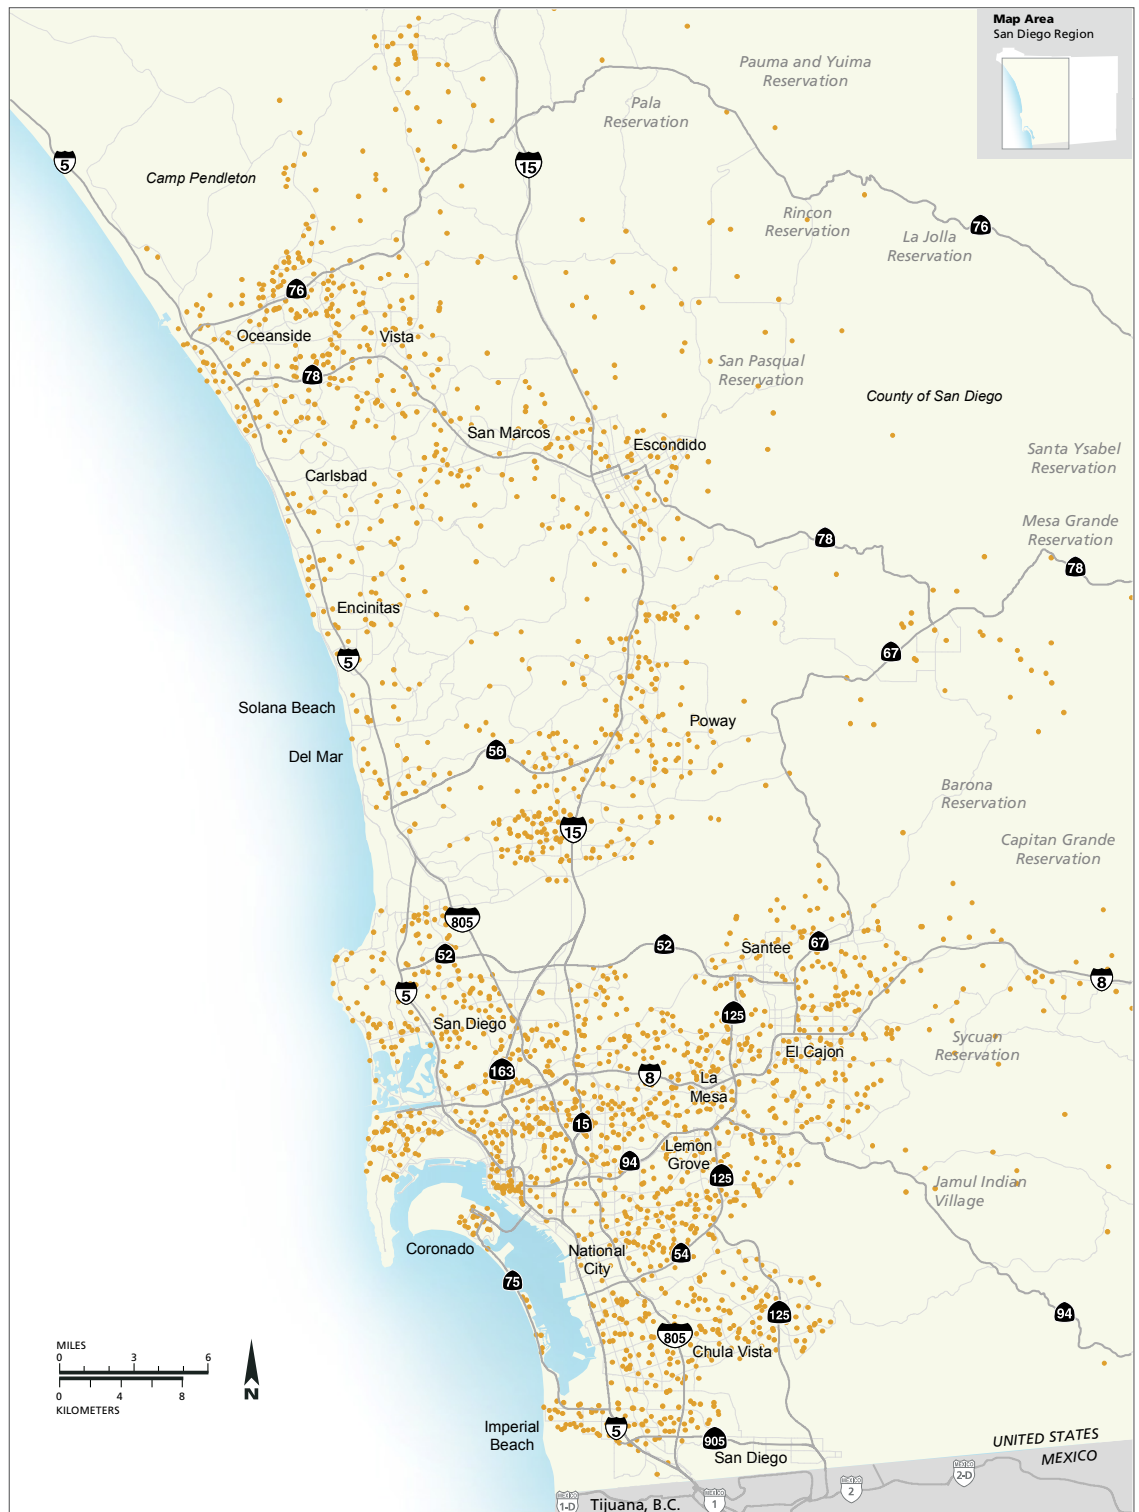 Map Area
San Diego Region
Pauma and Yuima
Reservation
Pala
Reservation
5
15
Camp Pendleton
Rincon
Reservation
La Jolla
Reservation
76
76
Oceanside
Vista
78
San Pasqual
Reservation
County of San Diego
San Marcos
Escondido
Santa Ysabel
Reservation
Carlsbad
Mesa Grande
Reservation
78
78
Encinitas
67
5
Solana Beach
Poway
56
Del Mar
Barona
Reservation
15
Capitan Grande
Reservation
805
52
52
Santee
67
8
5
125
San Diego
Sycuan
Reservation
El Cajon
163
8
La
Mesa
15
Lemon
Grove
94
125
Jamul Indian
Village
Coronado
National
City
54
75
125
94
805
Chula Vista
MILES
0 3 6
0 4 8
KILOMETERS
N
Imperial
Beach
5
905
San Diego
UNITED STATES
MEXICO
2-D
2
1
1-D
Tijuana, B.C.